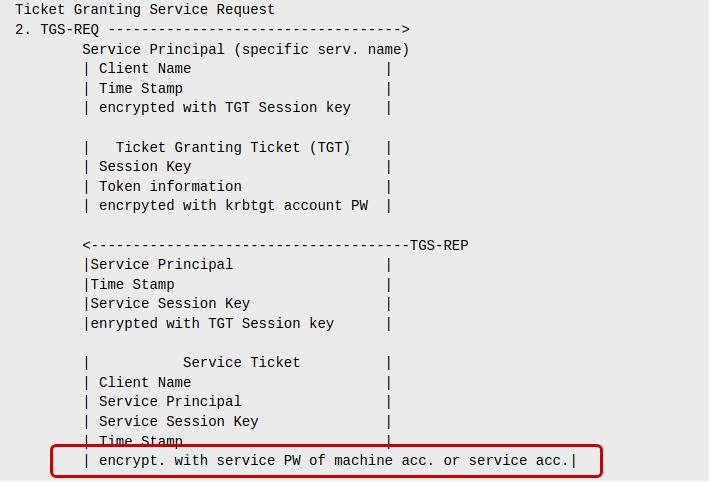 Ticket Granting Service Request
2. TGS-REQ ----------------------------------->
Service Principal (specific serv. name)
| Client Name |
| Time Stamp |
| encrypted with TGT Session key |
| Ticket Granting Ticket (TGT) |
| Session Key |
| Token information |
| encrpyted with krbtgt account PW |
<--------------------------------------TGS-REP
|Service Principal |
|Time Stamp |
|Service Session Key |
|enrypted with TGT Session key |
| Service Ticket |
| Client Name |
| Service Principal |
| Service Session Key |
| Time Stamp |
| encrypt. with service PW of machine acc. or service acc.|